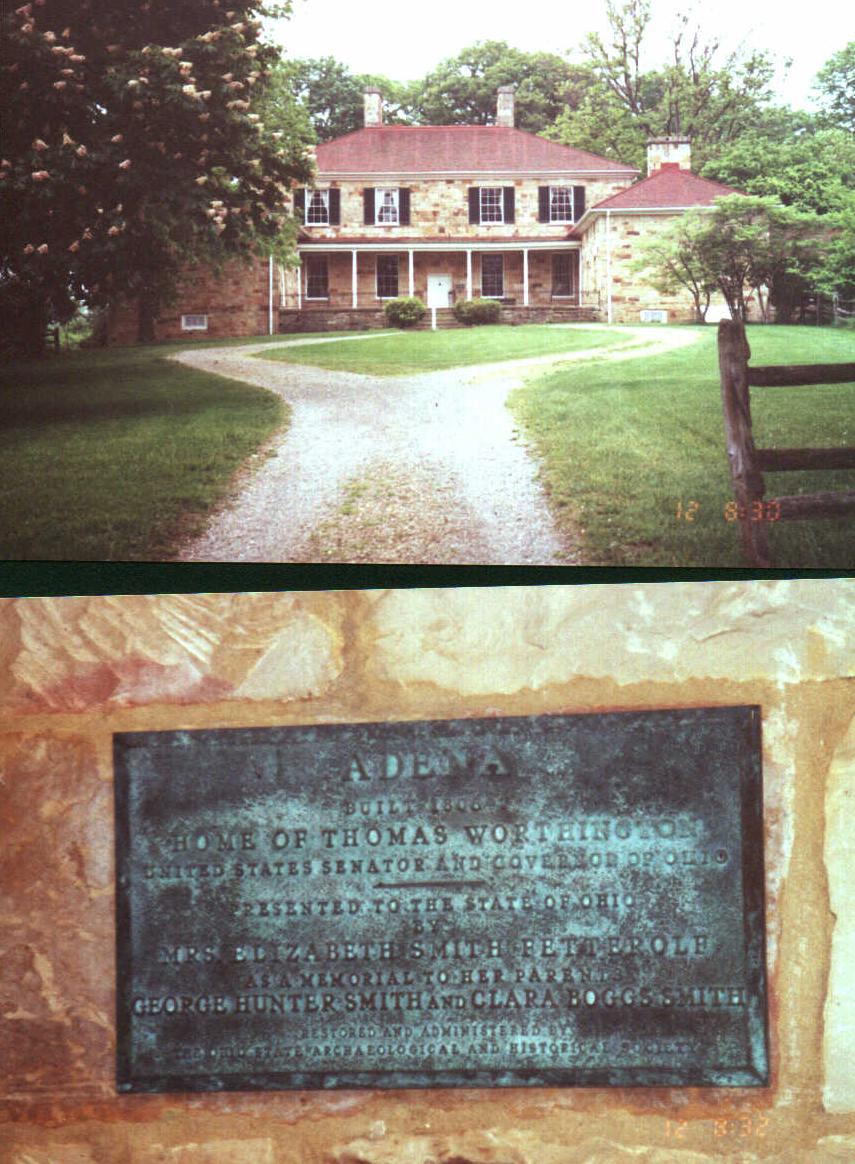 12 8:30
ADENA
BUILT 1806
HOME OF THOMAS WORTHINGTON
UNITED STATES SENATOR AND GOVERNOR OF OHIO
PRESENTED TO THE STATE OF OHIO
BY
MRS. ELIZABETH SMITH FETTEROLF
AS A MEMORIAL TO HER PARENTS
GEORGE HUNTER SMITH AND CLARA BOGGS SMITH
RESTORED AND ADMINISTERED BY
THE OHIO STATE ARCHAEOLOGICAL AND HISTORICAL SOCIETY
12 8:32